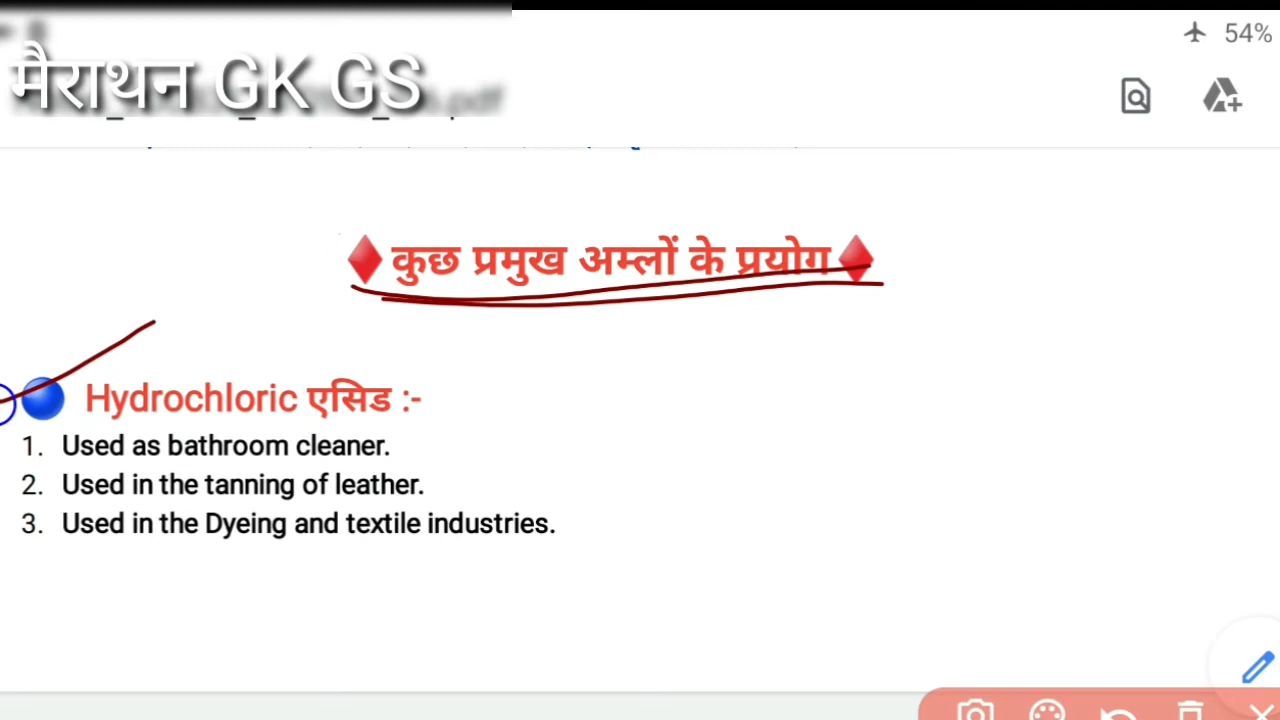 54%
मैराथन GK GS
.pdf
♦ कुछ प्रमुख अम्लों के प्रयोग ♦
Hydrochloric एसिड :-
1. Used as bathroom cleaner.
2. Used in the tanning of leather.
3. Used in the Dyeing and textile industries.